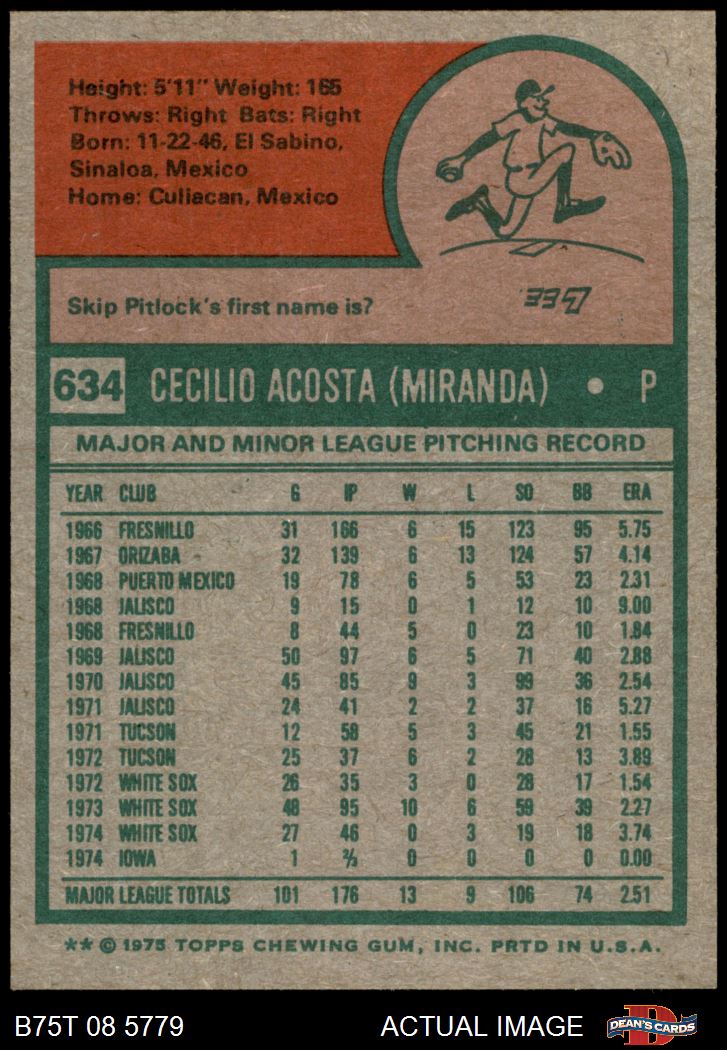 Height: 5'11" Weight: 165
Throws: Right Bats: Right
Born: 11-22-46, El Sabino,
Sinaloa, Mexico
Home: Culiacan, Mexico
Skip Pitlock's first name is?
Lee
634 CECILIO ACOSTA (MIRANDA) • P
MAJOR AND MINOR LEAGUE PITCHING RECORD
YEAR CLUB G IP W L SO BB ERA
1966 FRESNILLO 31 166 6 15 123 95 5.75
1967 ORIZABA 32 139 6 13 124 57 4.14
1968 PUERTO MEXICO 19 78 6 5 53 23 2.31
1968 JALISCO 9 15 0 1 12 10 9.00
1968 FRESNILLO 8 44 5 0 23 10 1.84
1969 JALISCO 50 97 6 5 71 40 2.88
1970 JALISCO 45 85 9 3 99 36 2.54
1971 JALISCO 24 41 2 2 37 16 5.27
1971 TUCSON 12 58 5 3 45 21 1.55
1972 TUCSON 25 37 6 2 28 13 3.89
1972 WHITE SOX 26 35 3 0 28 17 1.54
1973 WHITE SOX 48 95 10 6 59 39 2.27
1974 WHITE SOX 27 46 0 3 19 18 3.74
1974 IOWA 1 ⅔ 0 0 0 0 0.00
MAJOR LEAGUE TOTALS 101 176 13 9 106 74 2.51
** © 1975 TOPPS CHEWING GUM, INC. PRTD IN U.S.A.
B75T 08 5779 ACTUAL IMAGE D DEAN'S CARDS